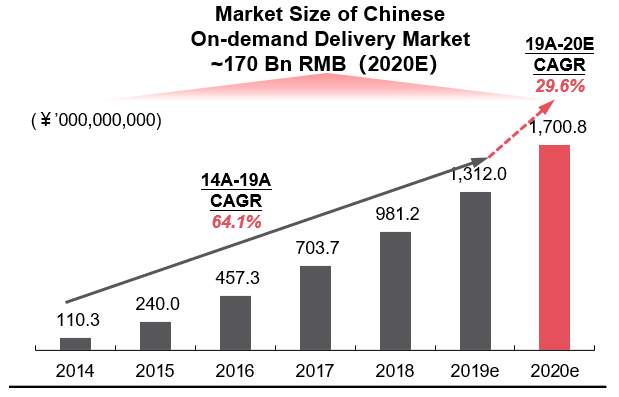 Market Size of Chinese
On-demand Delivery Market
~170 Bn RMB（2020E）
19A-20E
CAGR
29.6%
(￥’000,000,000)
1,700.8
14A-19A
CAGR
64.1%
1,312.0
981.2
703.7
457.3
240.0
110.3
2014 2015 2016 2017 2018 2019e 2020e